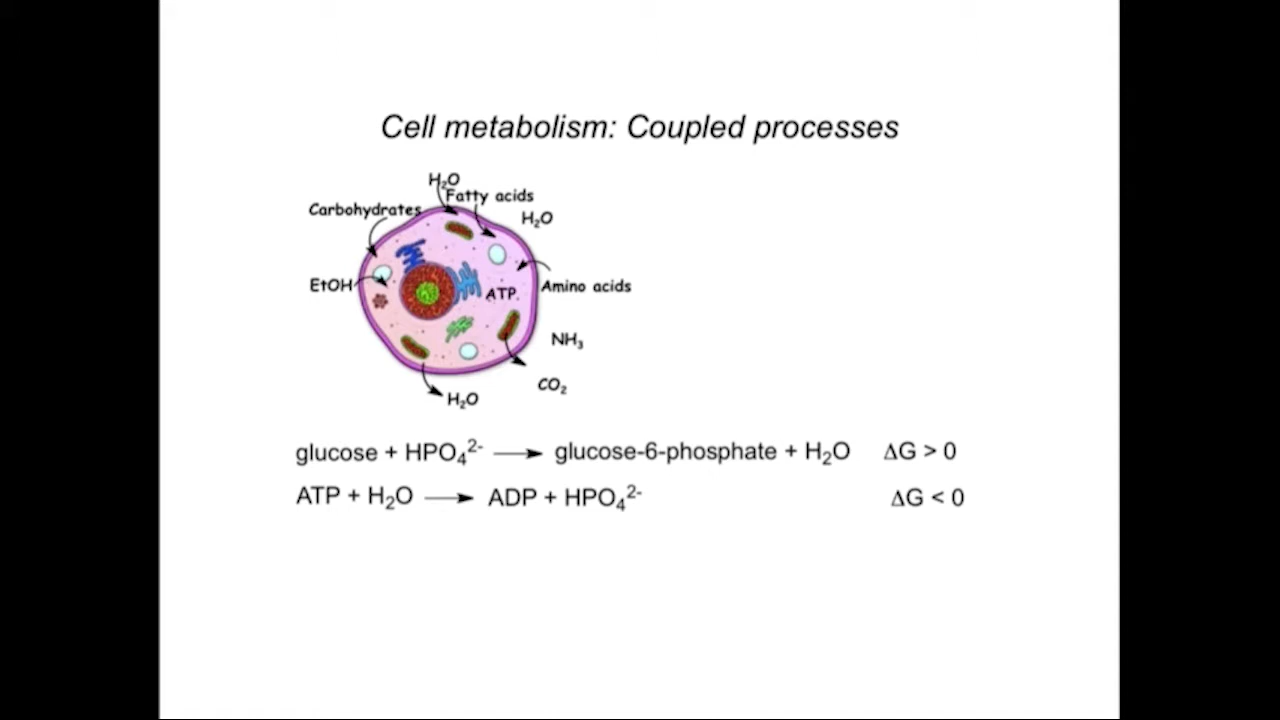 Cell metabolism: Coupled processes
H₂O
Fatty acids
Carbohydrates
H₂O
EtOH
ATP.
Amino acids
NH₃
CO₂
H₂O
glucose + HPO₄²⁻ → glucose-6-phosphate + H₂O ΔG > 0
ATP + H₂O → ADP + HPO₄²⁻ ΔG < 0